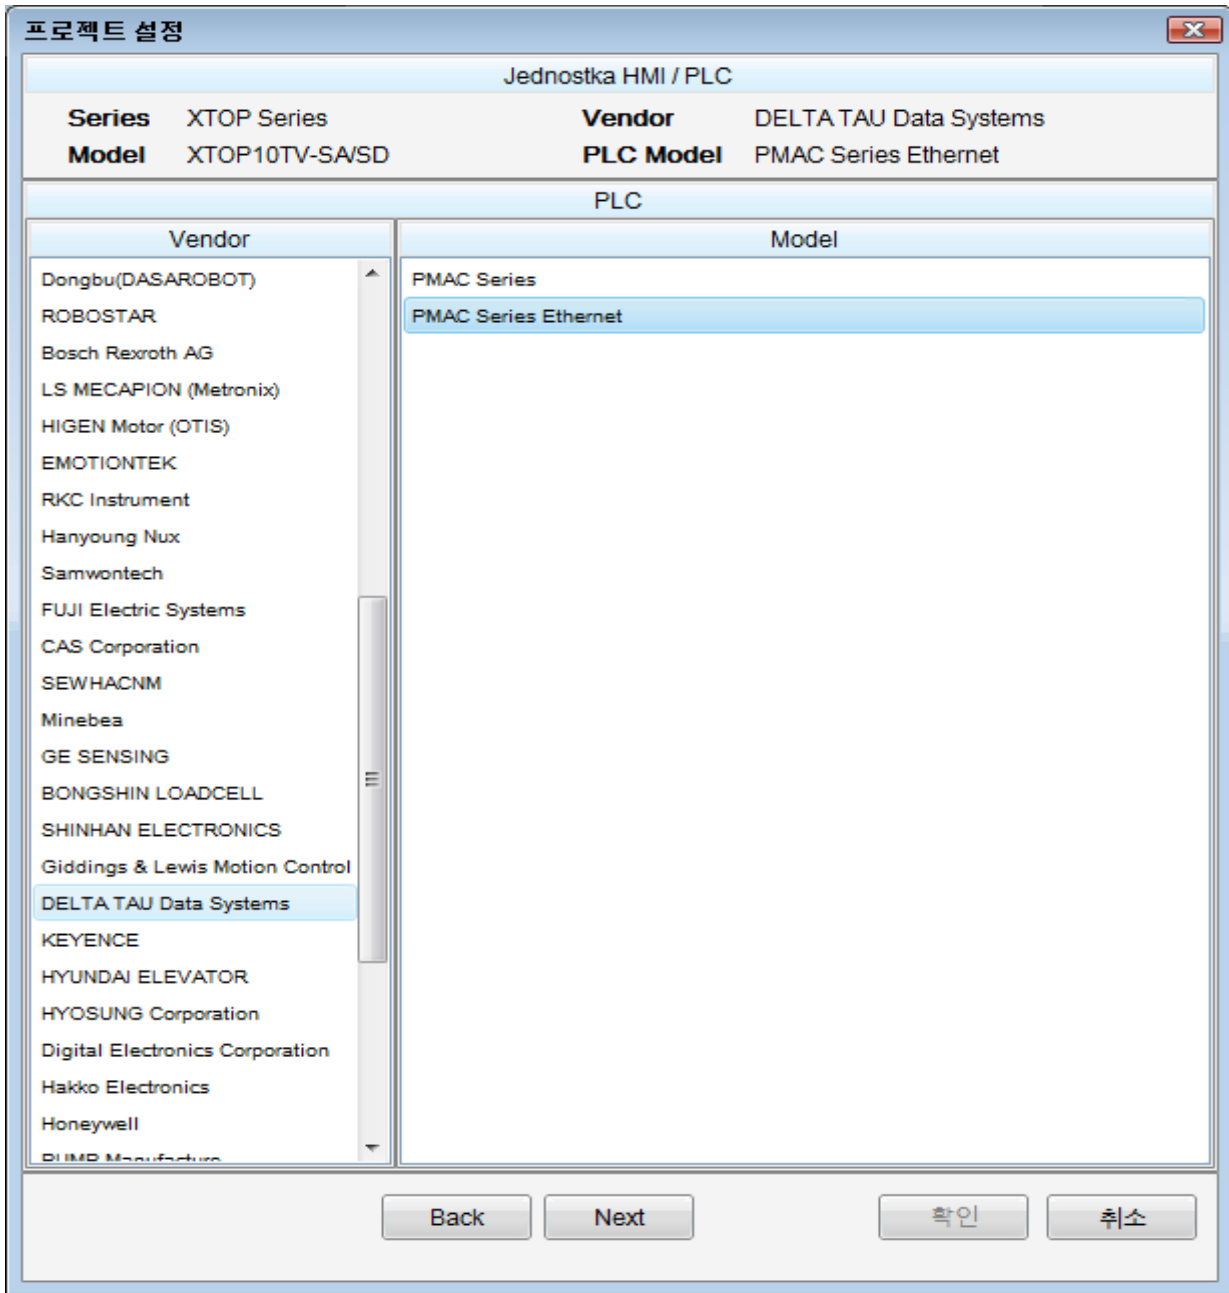 프로젝트 설정
Jednostka HMI / PLC
Series XTOP Series Vendor DELTA TAU Data Systems
Model XTOP10TV-SA/SD PLC Model PMAC Series Ethernet
PLC
Vendor
Dongbu(DASAROBOT)
ROBOSTAR
Bosch Rexroth AG
LS MECAPION (Metronix)
HIGEN Motor (OTIS)
EMOTIONTEK
RKC Instrument
Hanyoung Nux
Samwontech
FUJI Electric Systems
CAS Corporation
SEWHACNM
Minebea
GE SENSING
BONGSHIN LOADCELL
SHINHAN ELECTRONICS
Giddings & Lewis Motion Control
DELTA TAU Data Systems
KEYENCE
HYUNDAI ELEVATOR
HYOSUNG Corporation
Digital Electronics Corporation
Hakko Electronics
Honeywell
PUMP Manufacture
Model
PMAC Series
PMAC Series Ethernet
Back Next 확인 취소